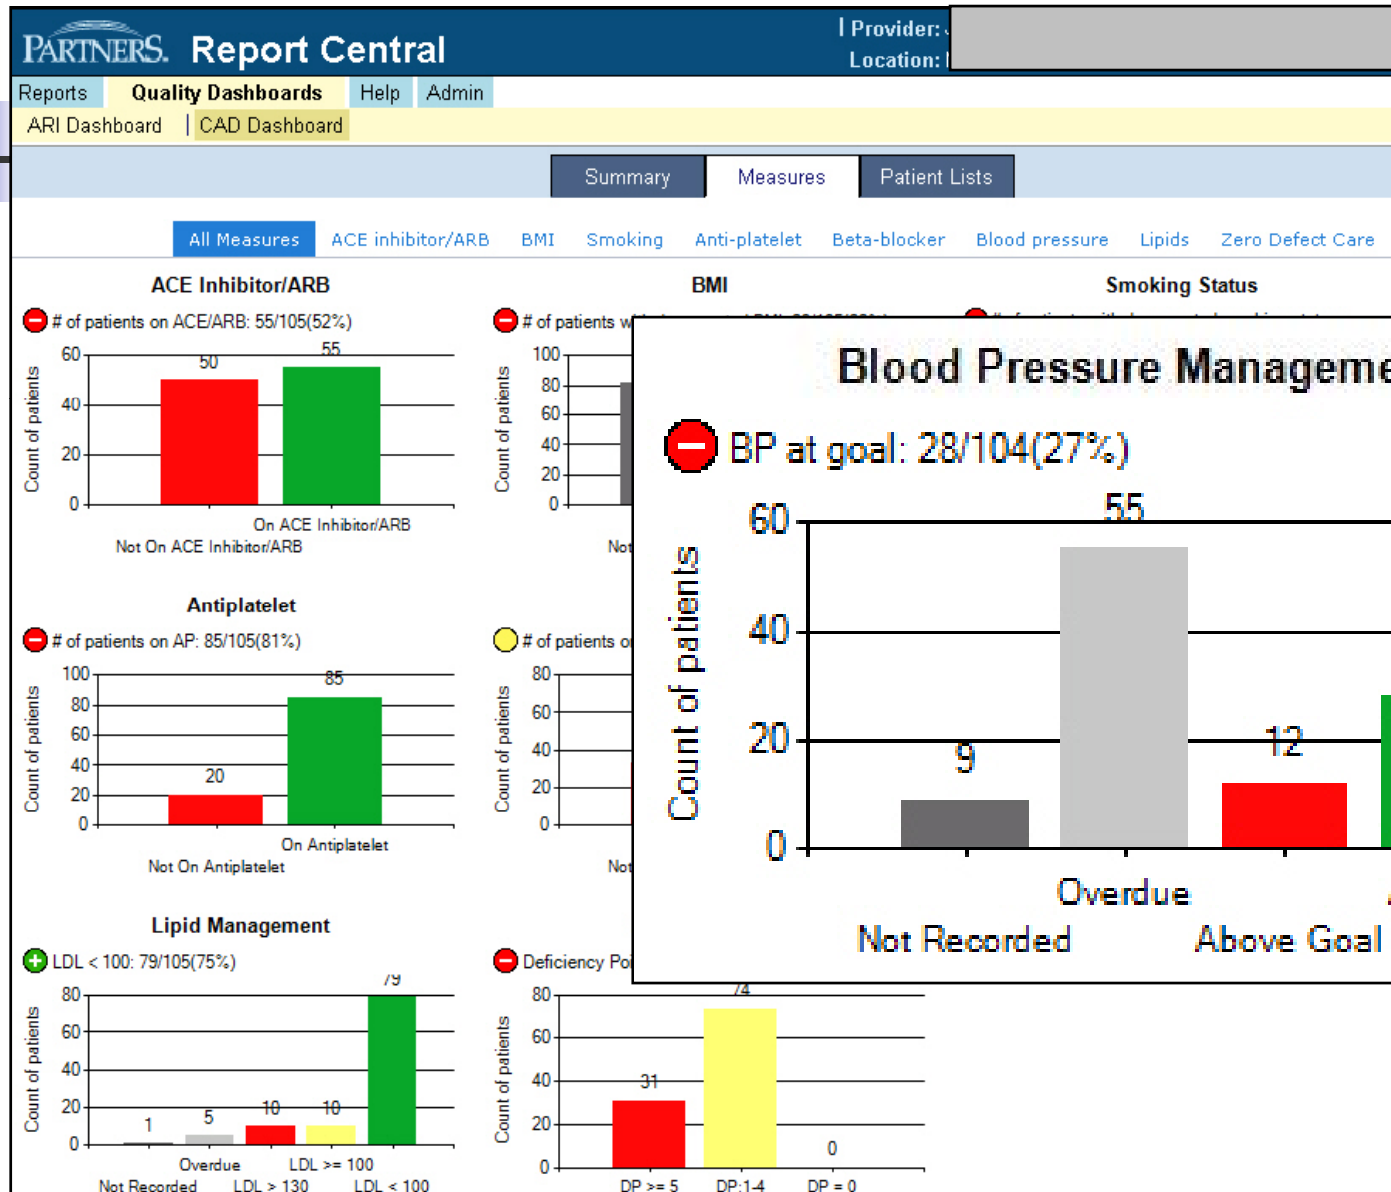 PARTNERS. Report Central
| Provider:
Location:
Reports Quality Dashboards Help Admin
ARI Dashboard | CAD Dashboard
Summary Measures Patient Lists
All Measures ACE inhibitor/ARB BMI Smoking Anti-platelet Beta-blocker Blood pressure Lipids Zero Defect Care
ACE Inhibitor/ARB
# of patients on ACE/ARB: 55/105(52%)
Count of patients
60
40
20
0
50
55
On ACE Inhibitor/ARB
Not On ACE Inhibitor/ARB
BMI
# of patients
Count of patients
100
80
60
40
20
0
Not
Smoking Status
Blood Pressure
BP at goal: 28/104(27%)
Count of patients
60
40
20
0
9
55
12
Overdue
Not Recorded Above Goal
Antiplatelet
# of patients on AP: 85/105(81%)
Count of patients
100
80
60
40
20
0
20
85
On Antiplatelet
Not On Antiplatelet
# of patients
Count of patients
80
60
40
20
0
Not
Lipid Management
LDL < 100: 79/105(75%)
Count of patients
80
60
40
20
0
1
5
10
10
79
Overdue LDL >= 100
Not Recorded LDL > 130 LDL < 100
Deficiency
Count of patients
80
60
40
20
0
31
74
0
DP >= 5 DP:1-4 DP = 0